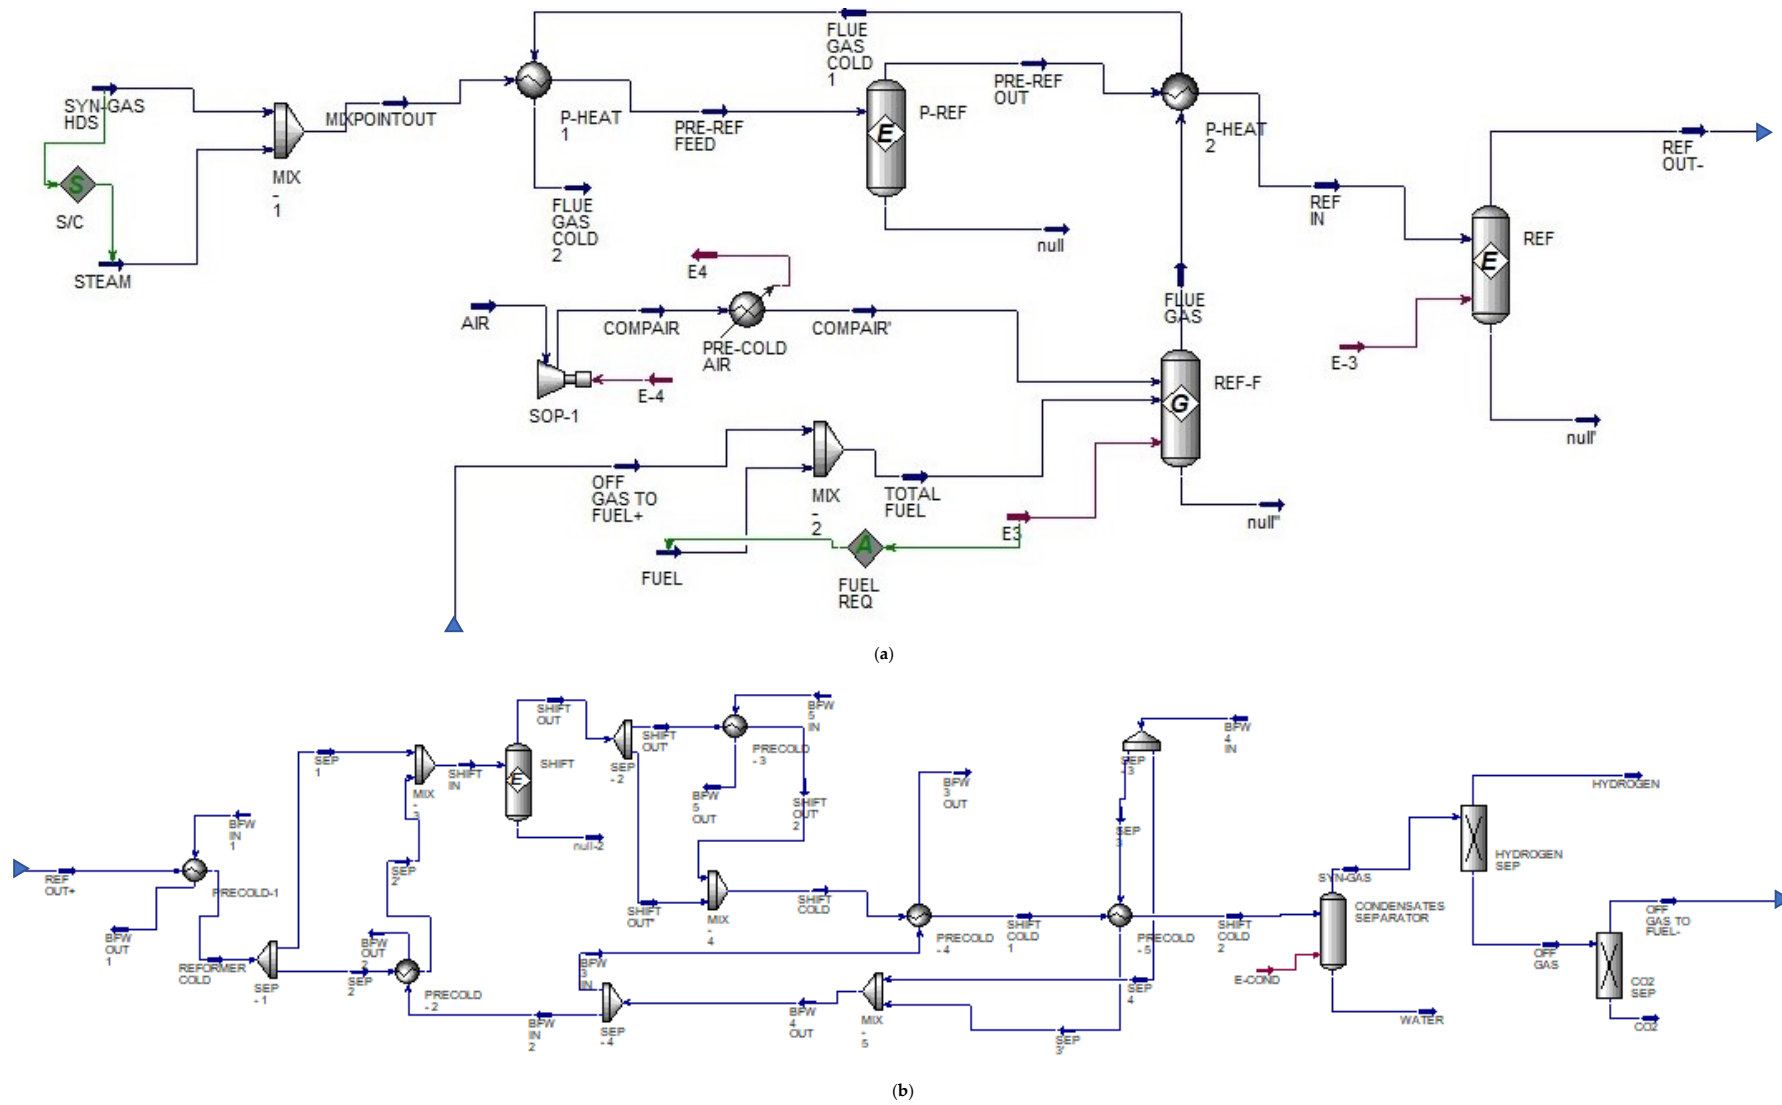 FLUE
GAS
COLD
1
SYN-GAS
HDS
MIXPOINTOUT
MIX
-
1
S/C
STEAM
P-HEAT
1
PRE-REF
FEED
P-REF
PRE-REF
OUT
P-HEAT
2
FLUE
GAS
COLD
2
null
REF
IN
REF
OUT-
REF
E
E
E-3
null'
E4
AIR
COMPAIR
PRE-COLD
AIR
COMPAIR'
FLUE
GAS
SOP-1
E-4
REF-F
G
S
OFF
GAS TO
FUEL+
MIX
-
2
TOTAL
FUEL
E3
null"
FUEL
A
FUEL
REQ
(a)
SHIFT
OUT
SHIFT
OUT'
BFW
5
IN
PRECOLD
-3
BFW
4
IN
SEP
1
MIX
-
3
SHIFT
IN
E
SHIFT
SEP
-2
BFW
5
OUT
SHIFT
OUT'
2
BFW
3
OUT
SEP
-3
SEP
3
HYDROGEN
BFW
IN
1
null-2
REF
OUT+
PRECOLD-1
SEP
2'
HYDROGEN
SEP
SYN-GAS
BFW
OUT
1
REFORMER
COLD
SEP
-1
BFW
OUT
2
SEP
2
PRECOLD
-2
SHIFT
OUT"
MIX
-
4
SHIFT
COLD
PRECOLD
-4
SHIFT
COLD
1
PRECOLD
-5
SHIFT
COLD
2
CONDENSATES
SEPARATOR
OFF
GAS TO
FUEL-
OFF
GAS
E-COND
CO2
SEP
BFW
3
IN
BFW
IN
2
SEP
-4
BFW
4
OUT
MIX
-
5
SEP
4
SEP
3'
WATER
CO2
(b)